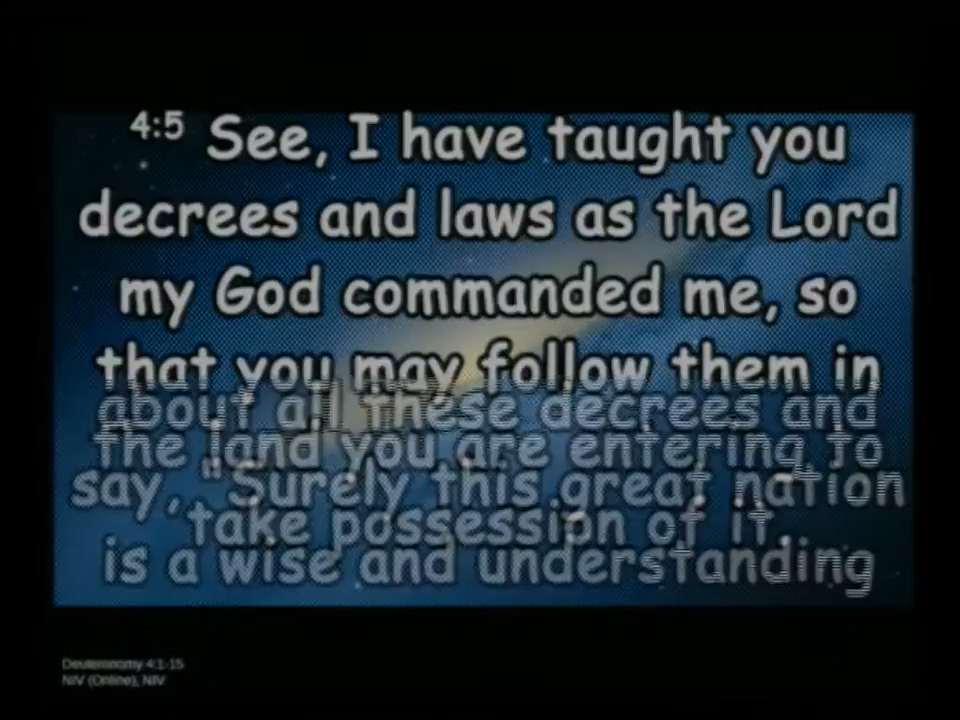 4:5 See, I have taught you
decrees and laws as the Lord
my God commanded me, so
that you may follow them in
about all these decrees and
the land you are entering to
say, "Surely this great nation
take possession of it.
is a wise and understanding
Deuteronomy 4:1-15
NIV (Online), NIV